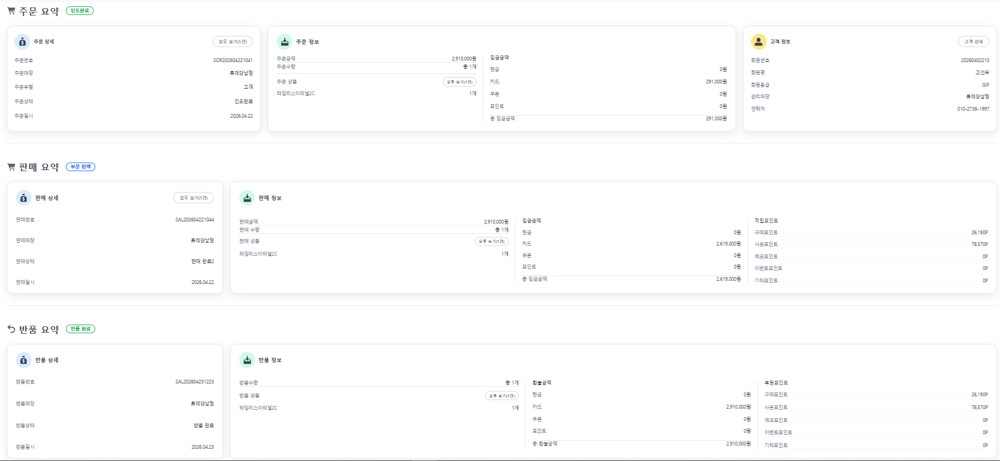 주문 요약 인도완료
주문 상세 모두 보기(1건)
주문번호 SOR202604221041
주문매장 롯데강남점
주문유형 고객
주문상태 인도완료
주문일시 2026.04.22
주문 정보
주문금액 2,910,000원
주문수량 총 1개
주문 상품 모두 보기(1건)
타임리스이터널2C 1개
입금금액
현금 0원
카드 291,000원
쿠폰 0원
포인트 0원
총 입금금액 291,000원
고객 정보 고객 상세
회원번호 20260402210
회원명 고건우
회원등급 GIP
관리매장 롯데강남점
연락처 010-2738-1997
판매 요약 부분 판매
판매 상세 모두 보기(1건)
판매번호 SAL202604221044
판매매장 롯데강남점
판매상태 판매 완료2
판매일시 2026.04.22
판매 정보
판매금액 2,910,000원
판매 수량 총 1개
판매 상품 모두 보기(1건)
타임리스이터널2C 1개
입금금액
현금 0원
카드 2,619,000원
쿠폰 0원
포인트 0원
총 입금금액 2,619,000원
적립포인트
구매포인트 26,190P
사은포인트 78,570P
에코포인트 0P
이벤트포인트 0P
기타포인트 0P
반품 요약 반품 완료
반품 상세
반품번호 SAL202604231223
반품매장 롯데강남점
반품상태 반품 완료
반품일시 2026.04.23
반품 정보
반품수량 총 1개
반품 상품 모두 보기(1건)
타임리스이터널2C 1개
환불금액
현금 0원
카드 2,910,000원
쿠폰 0원
포인트 0원
총 환불금액 2,910,000원
복원포인트
구매포인트 26,190P
사은포인트 78,570P
에코포인트 0P
이벤트포인트 0P
기타포인트 0P